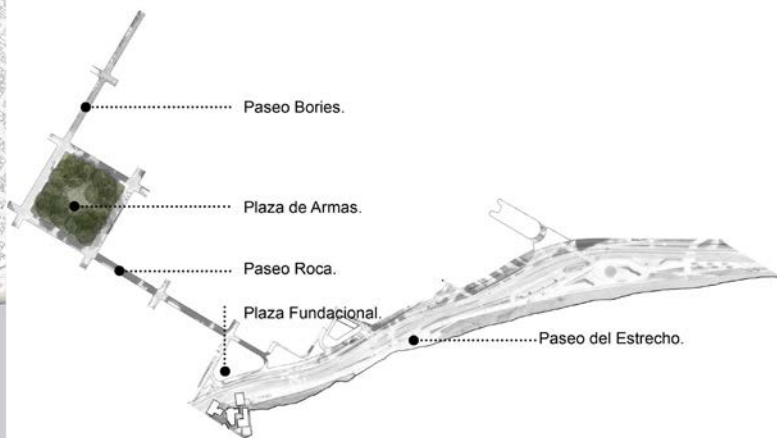 Paseo Bories.
Plaza de Armas.
Paseo Roca.
Plaza Fundacional.
Paseo del Estrecho.